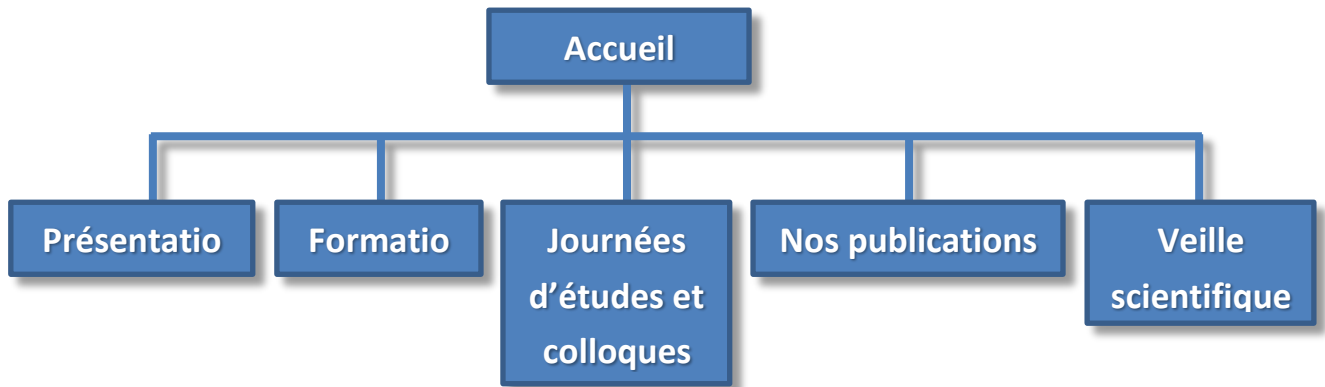 Accueil
Présentatio
Formatio
Journées
d'études et
colloques
Nos publications
Veille
scientifique